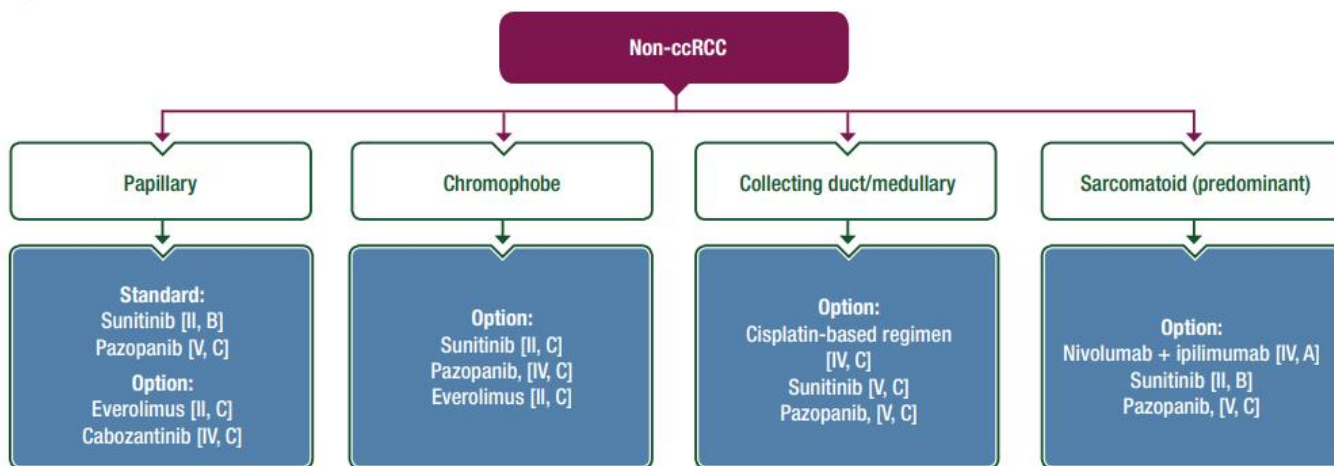 Non-ccRCC
Papillary
Chromophobe
Collecting duct/medullary
Sarcomatoid (predominant)
Standard:
Sunitinib [II, B]
Pazopanib [V, C]
Option:
Everolimus [II, C]
Cabozantinib [IV, C]
Option:
Sunitinib [II, C]
Pazopanib, [IV, C]
Everolimus [II, C]
Option:
Cisplatin-based regimen
[IV, C]
Sunitinib [V, C]
Pazopanib, [V, C]
Option:
Nivolumab + ipilimumab [IV, A]
Sunitinib [II, B]
Pazopanib, [V, C]